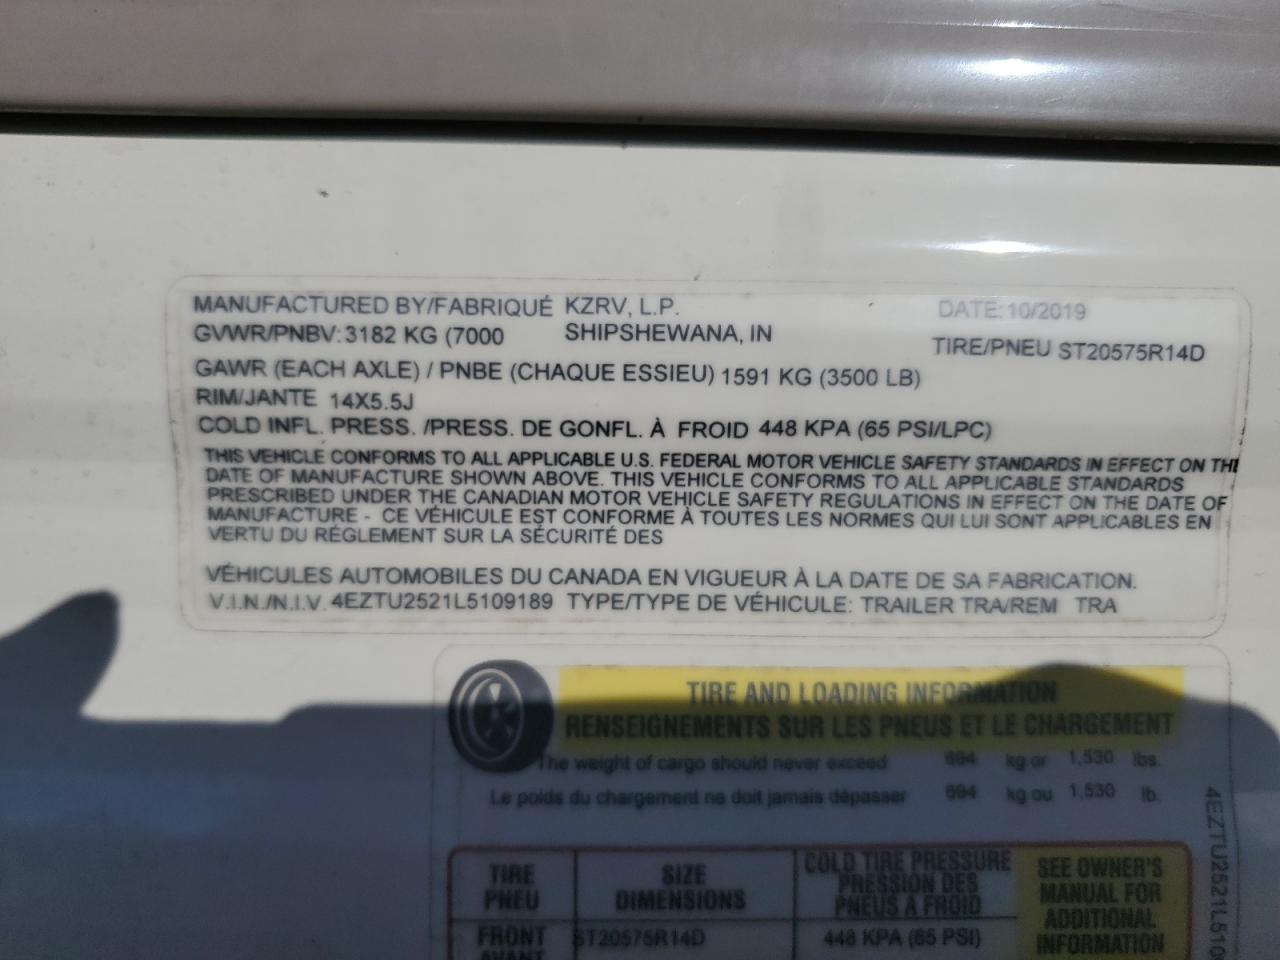 MANUFACTURED BY/FABRIQUÉ KZRV, L.P. DATE: 10/2019
GVWR/PNBV: 3182 KG (7000 SHIPSHEWANA, IN
TIRE/PNEU ST20575R14D
GAWR (EACH AXLE) / PNBE (CHAQUE ESSIEU) 1591 KG (3500 LB)
RIM/JANTE 14X5.5J
COLD INFL. PRESS. /PRESS. DE GONFL. À FROID 448 KPA (65 PSI/LPC)
THIS VEHICLE CONFORMS TO ALL APPLICABLE U.S. FEDERAL MOTOR VEHICLE SAFETY STANDARDS IN EFFECT ON THE
DATE OF MANUFACTURE SHOWN ABOVE. THIS VEHICLE CONFORMS TO ALL APPLICABLE STANDARDS
PRESCRIBED UNDER THE CANADIAN MOTOR VEHICLE SAFETY REGULATIONS IN EFFECT ON THE DATE OF
MANUFACTURE - CE VÉHICULE EST CONFORME À TOUTES LES NORMES QUI LUI SONT APPLICABLES EN
VERTU DU RÉGLEMENT SUR LA SÉCURITÉ DES
VÉHICULES AUTOMOBILES DU CANADA EN VIGUEUR À LA DATE DE SA FABRICATION.
V.I.N./N.I.V. 4EZTU2521L5109189 TYPE/TYPE DE VÉHICULE: TRAILER TRA/REM TRA
TIRE AND LOADING INFORMATION
RENSEIGNEMENTS SUR LES PNEUS ET LE CHARGEMENT
The weight of cargo should never exceed 694 kg or 1,530 lbs.
Le poids du chargement ne doit jamais dépasser 694 kg ou 1,530 lb.
TIRE
PNEU
SIZE
DIMENSIONS
COLD TIRE PRESSURE
PRESSION DES
PNEUS A FROID
SEE OWNER'S
MANUAL FOR
ADDITIONAL
INFORMATION
FRONT ST20575R14D 448 KPA (65 PSI)
AVANT
4EZTU2521L510